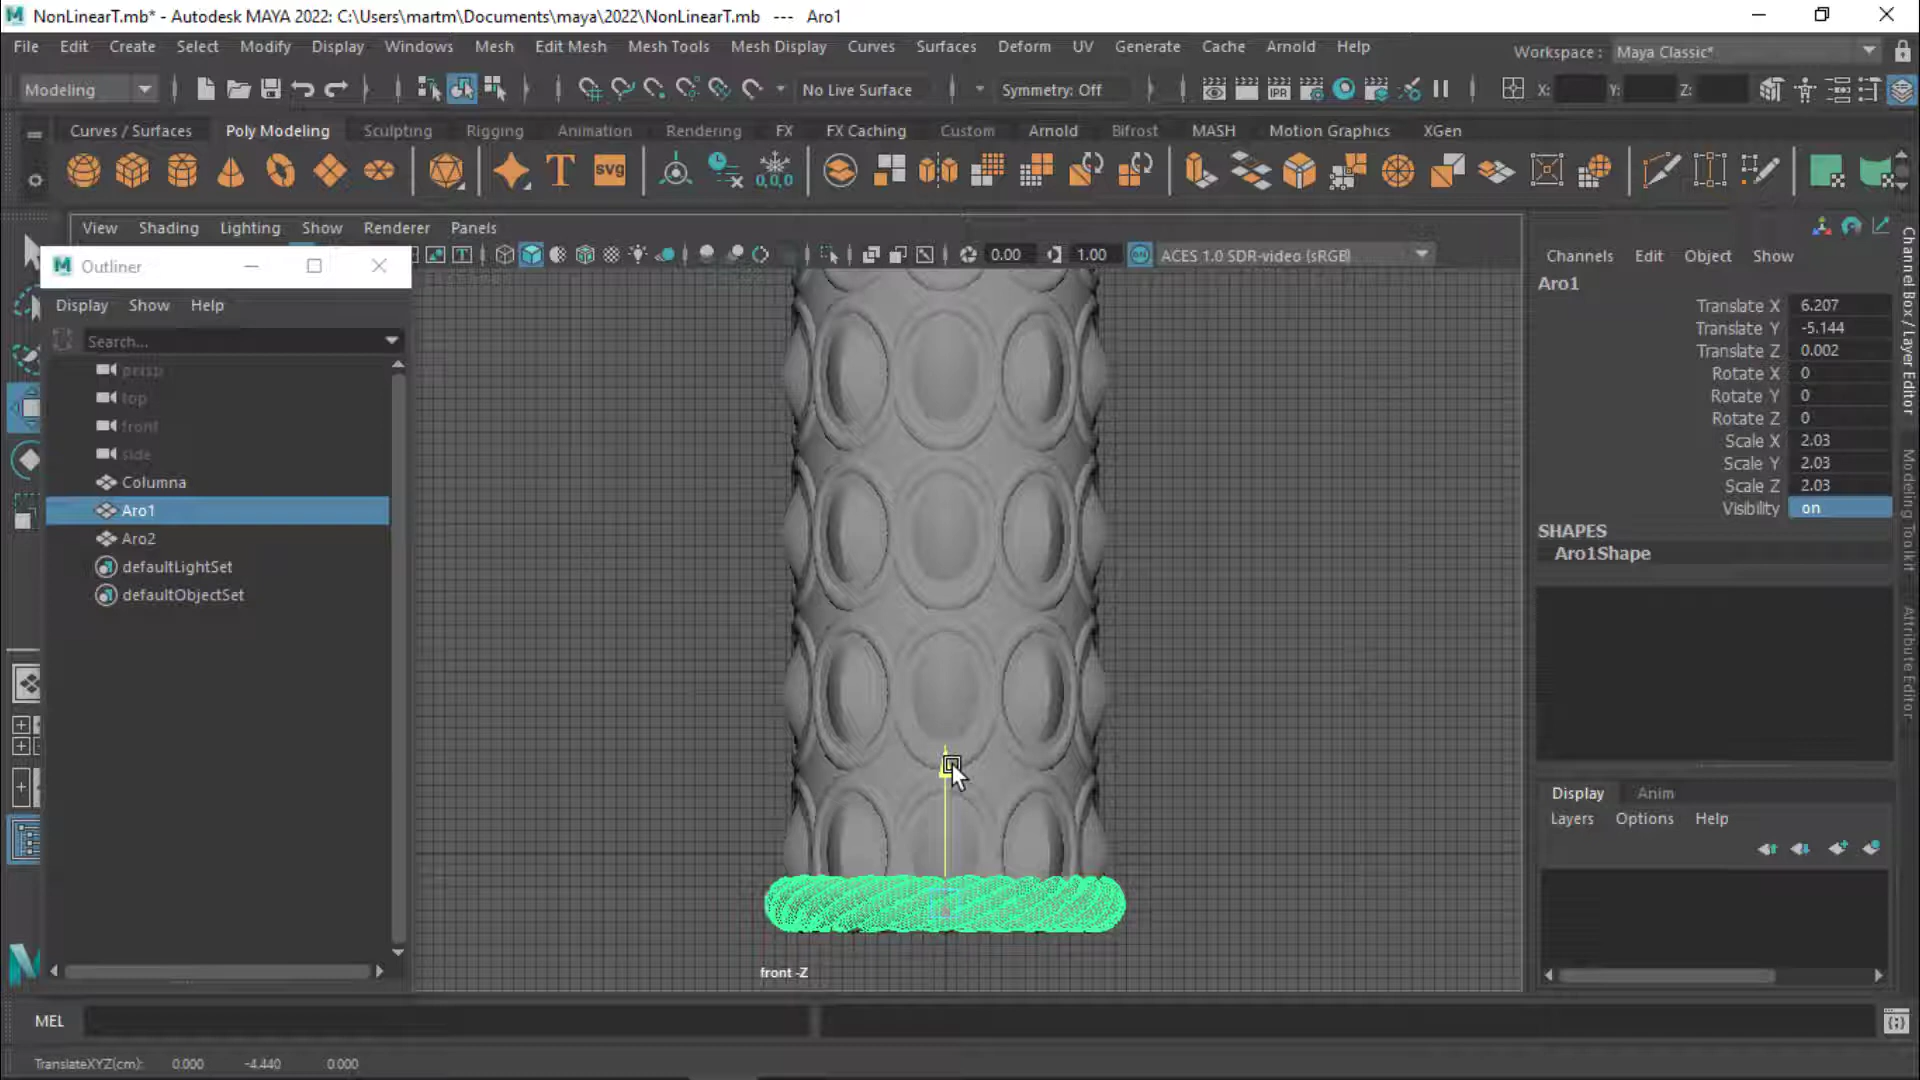 NonLinearT.mb* - Autodesk MAYA 2022: C:\Users\martm\Documents\maya\2022\NonLinearT.mb --- Aro1
File Edit Create Select Modify Display Windows Mesh Edit Mesh Mesh Tools Mesh Display Curves Surfaces Deform UV Generate Cache Arnold Help
Workspace : Maya Classic*
Modeling
No Live Surface
Symmetry: Off
IPR
X: Y: Z:
Curves / Surfaces Poly Modeling Sculpting Rigging Animation Rendering FX FX Caching Custom Arnold Bifrost MASH Motion Graphics XGen
T
SVG
0,0,0
View Shading Lighting Show Renderer Panels
0.00 1.00 ON ACES 1.0 SDR-video (sRGB)
Outliner
Display Show Help
Search...
persp
top
front
side
Columna
Aro1
Aro2
defaultLightSet
defaultObjectSet
front -Z
Channels Edit Object Show
Aro1
Translate X 6.207
Translate Y -5.144
Translate Z 0.002
Rotate X 0
Rotate Y 0
Rotate Z 0
Scale X 2.03
Scale Y 2.03
Scale Z 2.03
Visibility on
SHAPES
Aro1Shape
Display Anim
Layers Options Help
Channel Box / Layer Editor
Modeling Toolkit
Attribute Editor
MEL
TranslateXYZ(cm): 0.000 -4.440 0.000